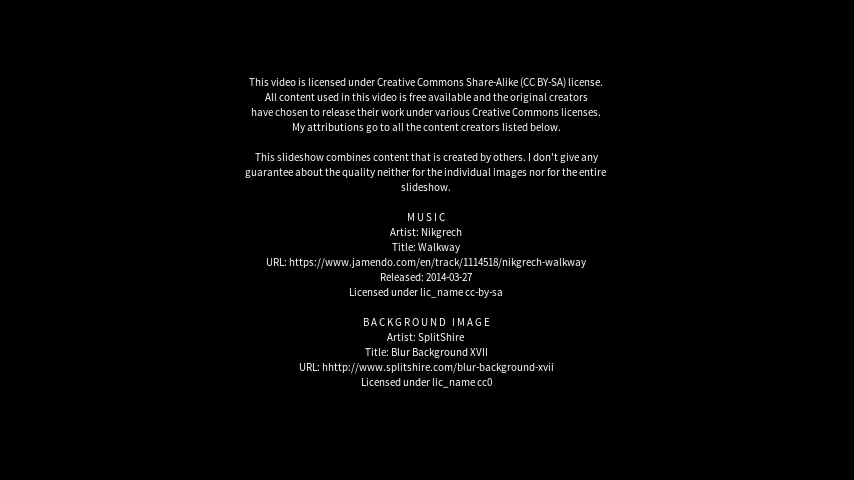 This video is licensed under Creative Commons Share-Alike (CC BY-SA) license.
All content used in this video is free available and the original creators
have chosen to release their work under various Creative Commons licenses.
My attributions go to all the content creators listed below.
This slideshow combines content that is created by others. I don't give any
guarantee about the quality neither for the individual images nor for the entire
slideshow.
MUSIC
Artist: Nikgrech
Title: Walkway
URL: https://www.jamendo.com/en/track/1114518/nikgrech-walkway
Released: 2014-03-27
Licensed under lic_name cc-by-sa
BACKGROUND IMAGE
Artist: SplitShire
Title: Blur Background XVII
URL: hhttp://www.splitshire.com/blur-background-xvii
Licensed under lic_name cc0